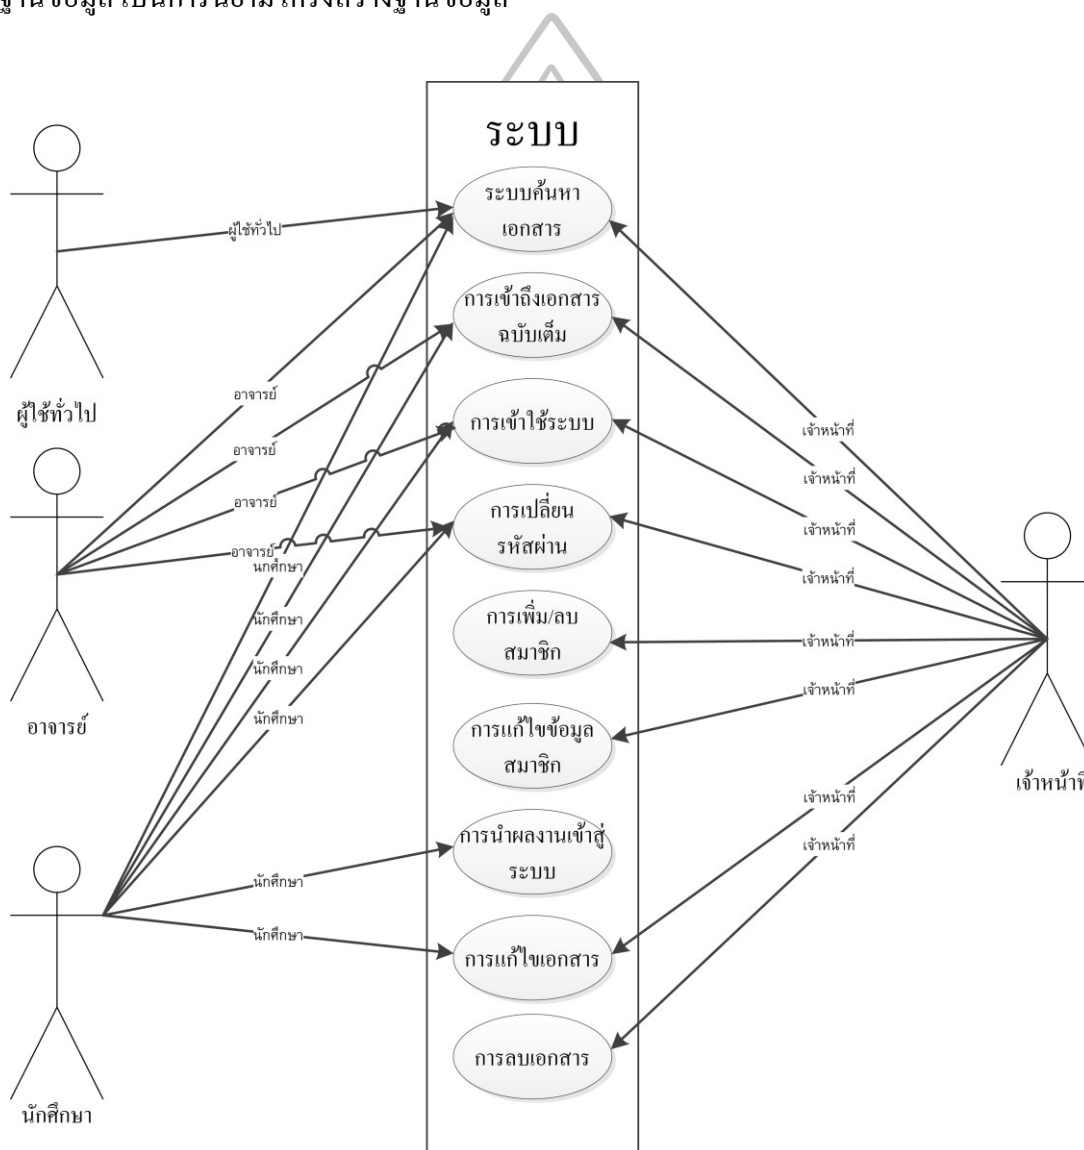 ฐานข้อมูล เป็นการนิยามโครงสร้างฐานข้อมูล
ระบบ
ระบบค้นหา
เอกสาร
ผู้ใช้ทั่วไป
การเข้าถึงเอกสาร
ฉบับเต็ม
อาจารย์
ผู้ใช้ทั่วไป
การเข้าใช้ระบบ
เจ้าหน้าที่
อาจารย์
เจ้าหน้าที่
อาจารย์
การเปลี่ยน
รหัสผ่าน
เจ้าหน้าที่
อาจารย์
นักศึกษา
เจ้าหน้าที่
การเพิ่ม/ลบ
สมาชิก
นักศึกษา
เจ้าหน้าที่
นักศึกษา
เจ้าหน้าที่
อาจารย์
นักศึกษา
การแก้ไขข้อมูล
สมาชิก
เจ้าหน้าที่
เจ้าหน้าที่
การนำผลงานเข้าสู่
ระบบ
เจ้าหน้าที่
นักศึกษา
นักศึกษา
การแก้ไขเอกสาร
การลบเอกสาร
นักศึกษา